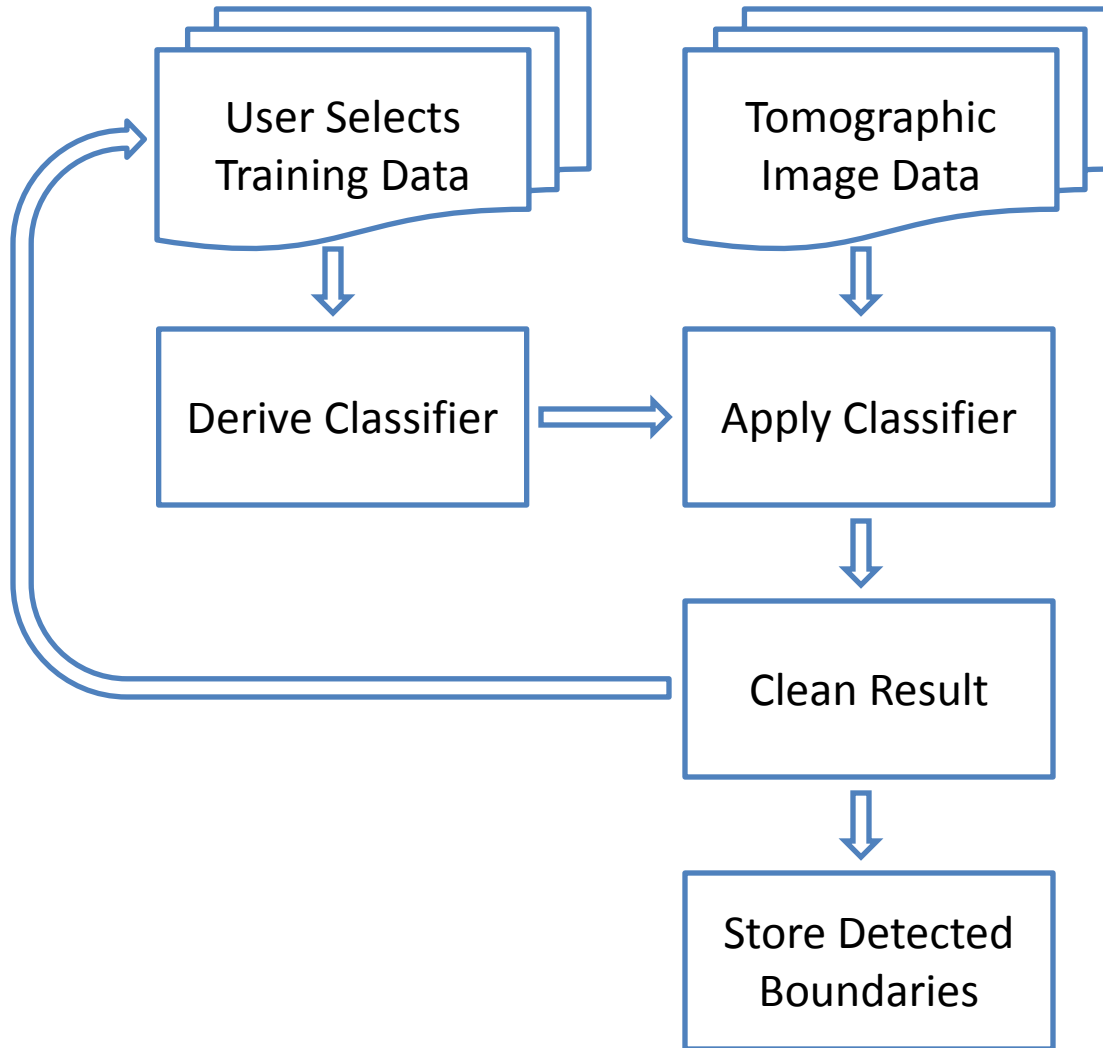 User Selects
Training Data
Tomographic
Image Data
Derive Classifier
Apply Classifier
Clean Result
Store Detected
Boundaries